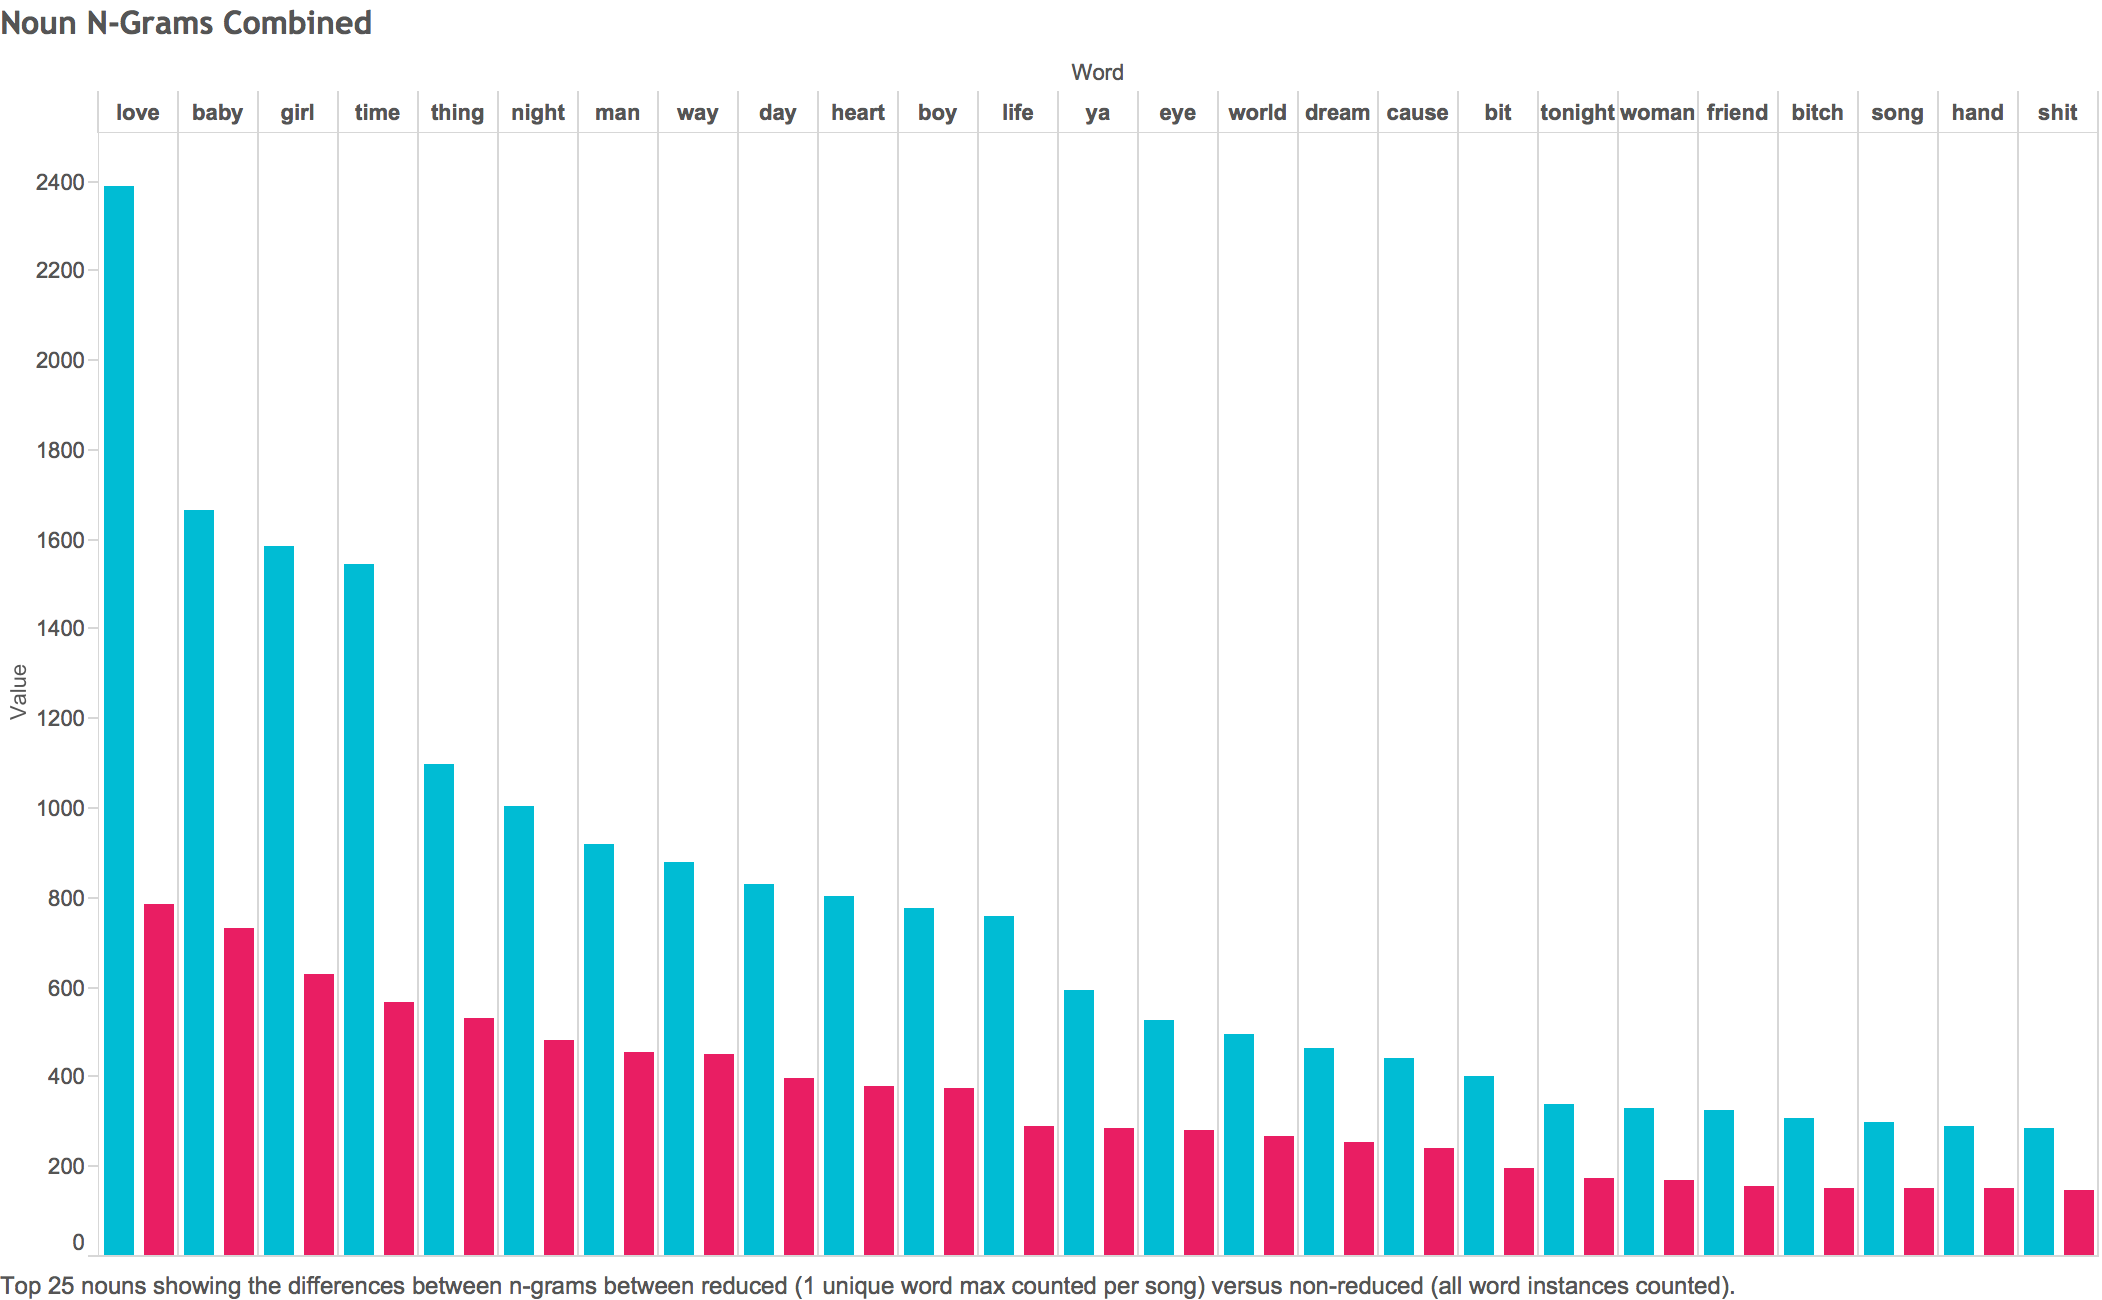 Noun N-Grams Combined
Word
love baby girl time thing night man way day heart boy life ya eye world dream cause bit tonight woman friend bitch song hand shit
2400
2200
2000
1800
1600
1400
Value
1200
1000
800
600
400
200
0
Top 25 nouns showing the differences between n-grams between reduced (1 unique word max counted per song) versus non-reduced (all word instances counted).